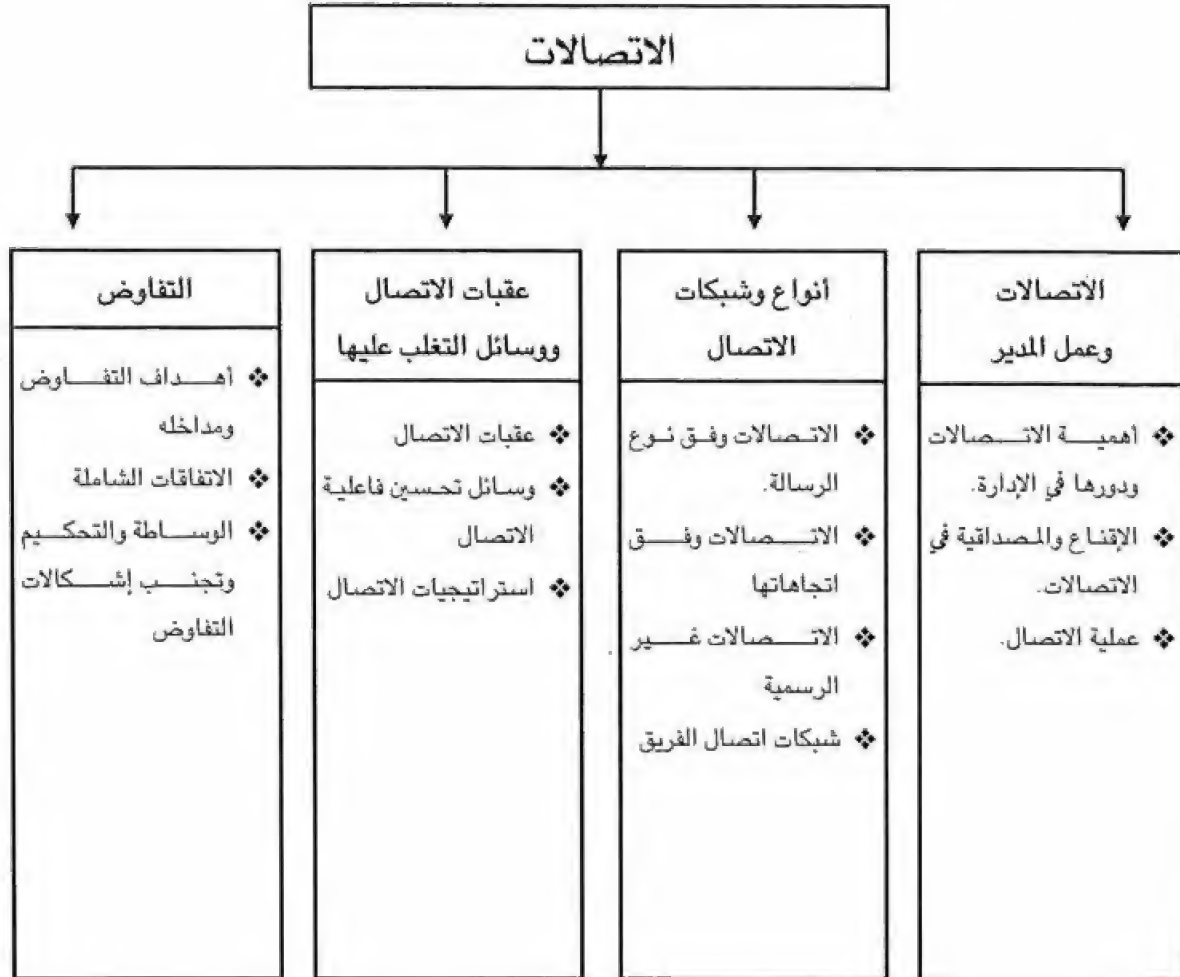 الاتصالات
الاتصالات
وعمل المدير
❖ أهمية الاتصالات
ودورها في الإدارة.
❖ الإقناع والمصداقية في
الاتصالات.
❖ عملية الاتصال.
أنواع وشبكات
الاتصال
❖ الاتصالات وفق نوع
الرسالة.
❖ الاتصالات وفق
اتجاهاتها
❖ الاتصالات غير
الرسمية
❖ شبكات اتصال الفريق
عقبات الاتصال
ووسائل التغلب عليها
❖ عقبات الاتصال
❖ وسائل تحسين فاعلية
الاتصال
❖ استراتيجيات الاتصال
التفاوض
❖ أهداف التفاوض
ومداخله
❖ الاتفاقات الشاملة
❖ الوساطة والتحكيم
وتجنب إشكالات
التفاوض